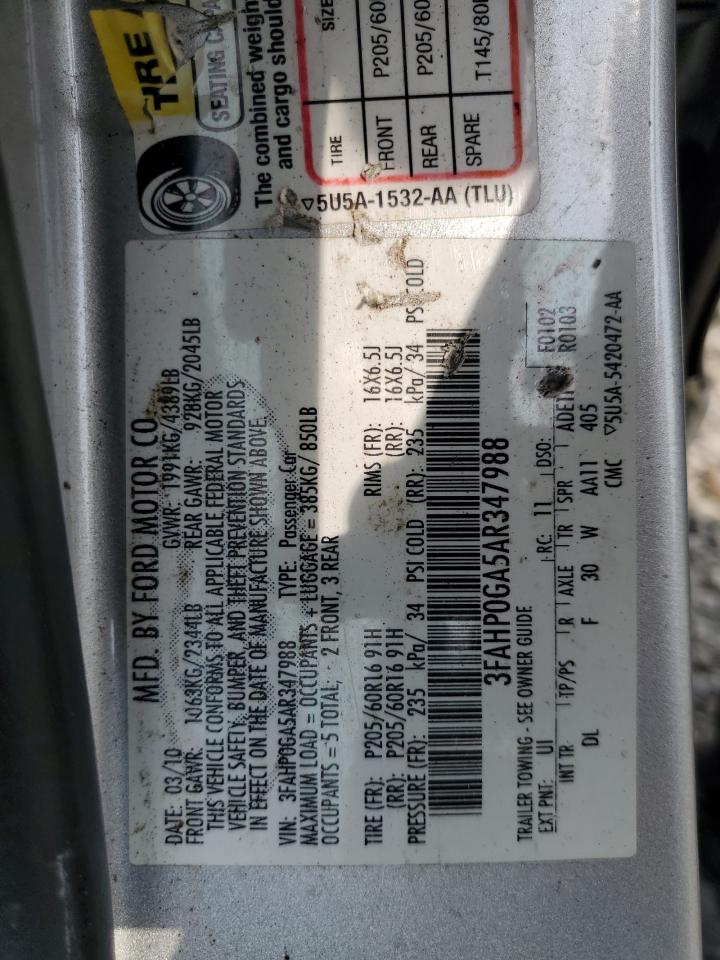 TIRE
SEATING CAPA
The combined weigh
and cargo should
TIRE SIZE
FRONT P205/60
REAR P205/60
SPARE T145/80
▽5U5A-1532-AA (TLU)
MFD. BY FORD MOTOR CO.
DATE: 03/10 GVWR: 1991KG/4389LB
FRONT GAWR: 1063KG/2344LB REAR GAWR: 928KG/2045LB
THIS VEHICLE CONFORMS TO ALL APPLICABLE FEDERAL MOTOR
VEHICLE SAFETY, BUMPER, AND THEFT PREVENTION STANDARDS
IN EFFECT ON THE DATE OF MANUFACTURE SHOWN ABOVE.
VIN: 3FAHP0GA5AR347988 TYPE: Passenger Car
MAXIMUM LOAD = OCCUPANTS + LUGGAGE = 385KG/ 850LB
OCCUPANTS = 5 TOTAL, 2 FRONT, 3 REAR
TIRE (FR): P205/60R16 91H RIMS (FR): 16X6.5J
(RR): P205/60R16 91H (RR): 16X6.5J
PRESSURE (FR): 235 kPa/ 34 PSI COLD (RR): 235 kPa/ 34 PSI COLD
3FAHP0GA5AR347988
TRAILER TOWING - SEE OWNER GUIDE
F0102
R0103
EXT PNT: UI RC: 11 DSO:
INT TR TP/PS R AXLE TR SPR
DL F 30 W AA11 405
CMC ▽5U5A-5420472-AA